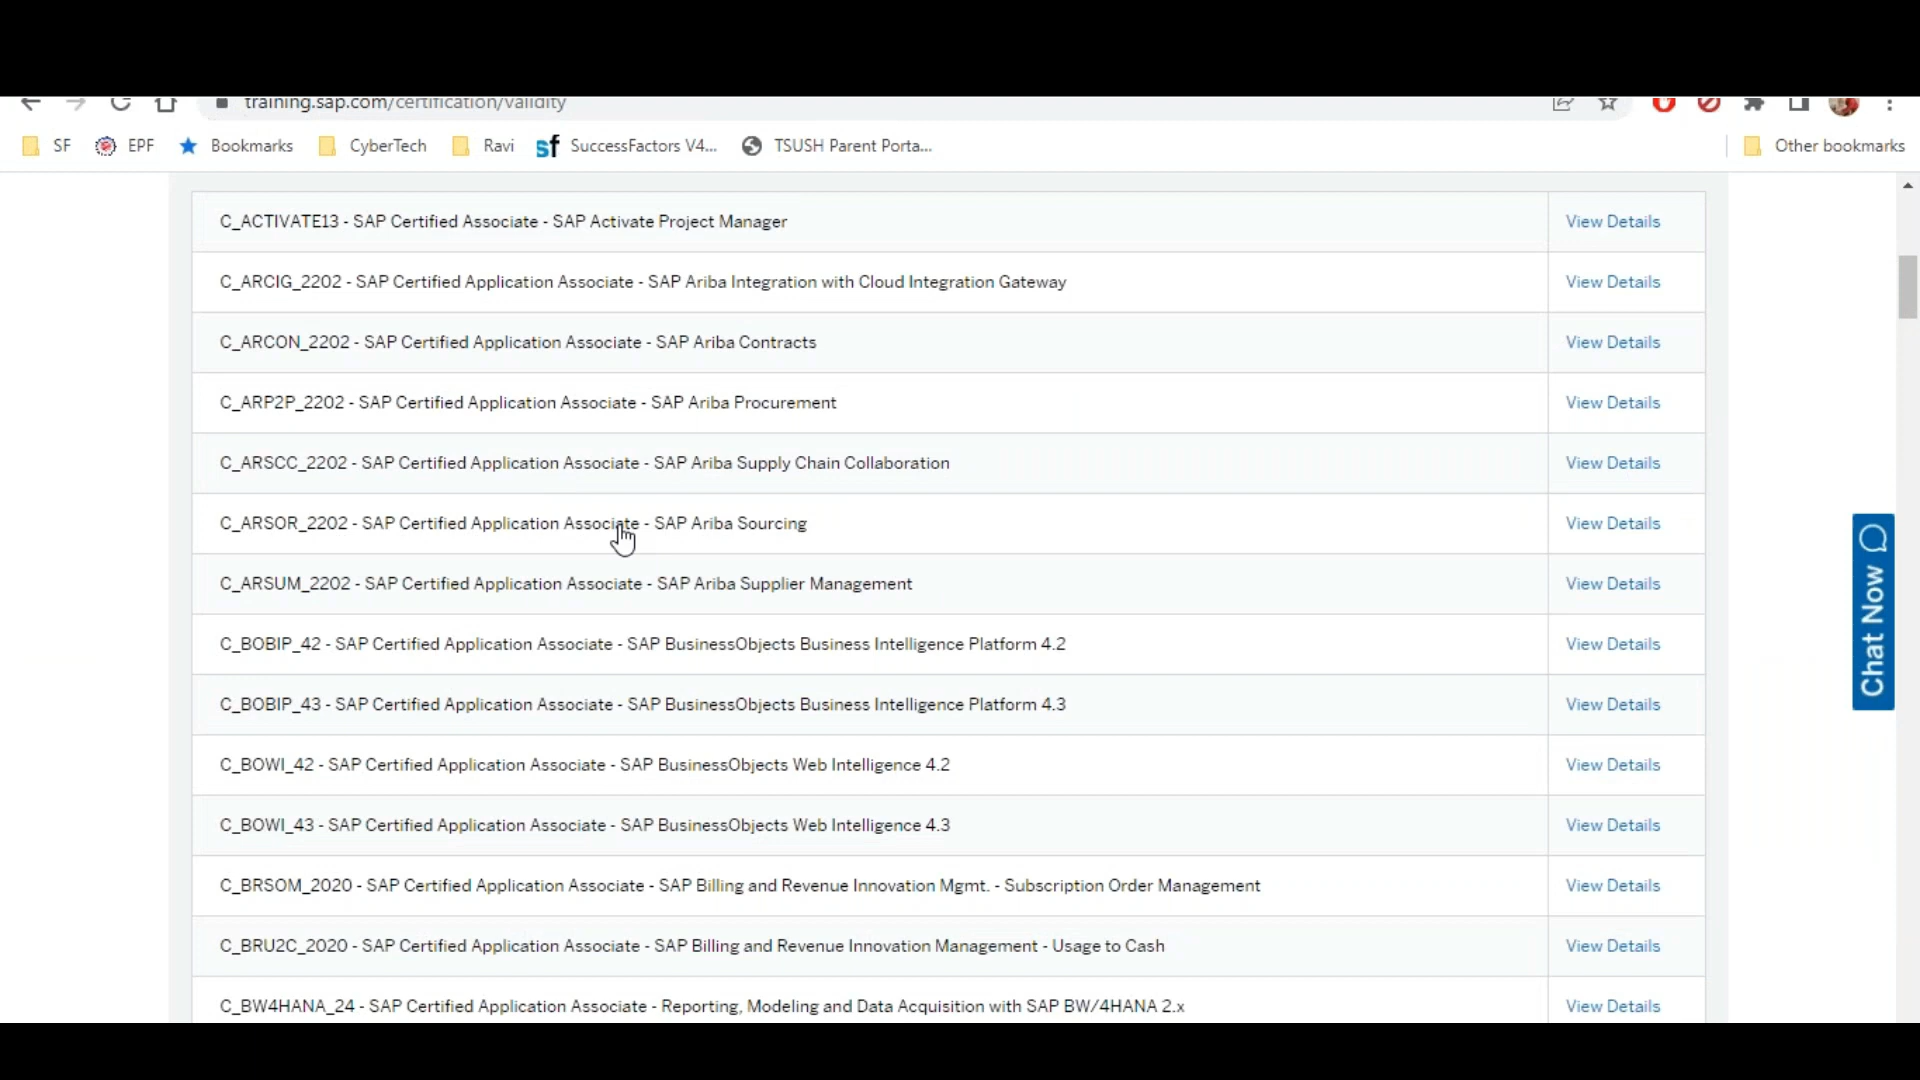 training.sap.com/certification/validity
SF EPF Bookmarks CyberTech Ravi sf SuccessFactors V4... TSUSH Parent Porta... Other bookmarks
C_ACTIVATE13 - SAP Certified Associate - SAP Activate Project Manager View Details
C_ARCIG_2202 - SAP Certified Application Associate - SAP Ariba Integration with Cloud Integration Gateway View Details
C_ARCON_2202 - SAP Certified Application Associate - SAP Ariba Contracts View Details
C_ARP2P_2202 - SAP Certified Application Associate - SAP Ariba Procurement View Details
C_ARSCC_2202 - SAP Certified Application Associate - SAP Ariba Supply Chain Collaboration View Details
C_ARSOR_2202 - SAP Certified Application Associate - SAP Ariba Sourcing View Details
C_ARSUM_2202 - SAP Certified Application Associate - SAP Ariba Supplier Management View Details
C_BOBIP_42 - SAP Certified Application Associate - SAP BusinessObjects Business Intelligence Platform 4.2 View Details
C_BOBIP_43 - SAP Certified Application Associate - SAP BusinessObjects Business Intelligence Platform 4.3 View Details
C_BOWI_42 - SAP Certified Application Associate - SAP BusinessObjects Web Intelligence 4.2 View Details
C_BOWI_43 - SAP Certified Application Associate - SAP BusinessObjects Web Intelligence 4.3 View Details
C_BRSOM_2020 - SAP Certified Application Associate - SAP Billing and Revenue Innovation Mgmt. - Subscription Order Management View Details
C_BRU2C_2020 - SAP Certified Application Associate - SAP Billing and Revenue Innovation Management - Usage to Cash View Details
C_BW4HANA_24 - SAP Certified Application Associate - Reporting, Modeling and Data Acquisition with SAP BW/4HANA 2.x View Details
Chat Now